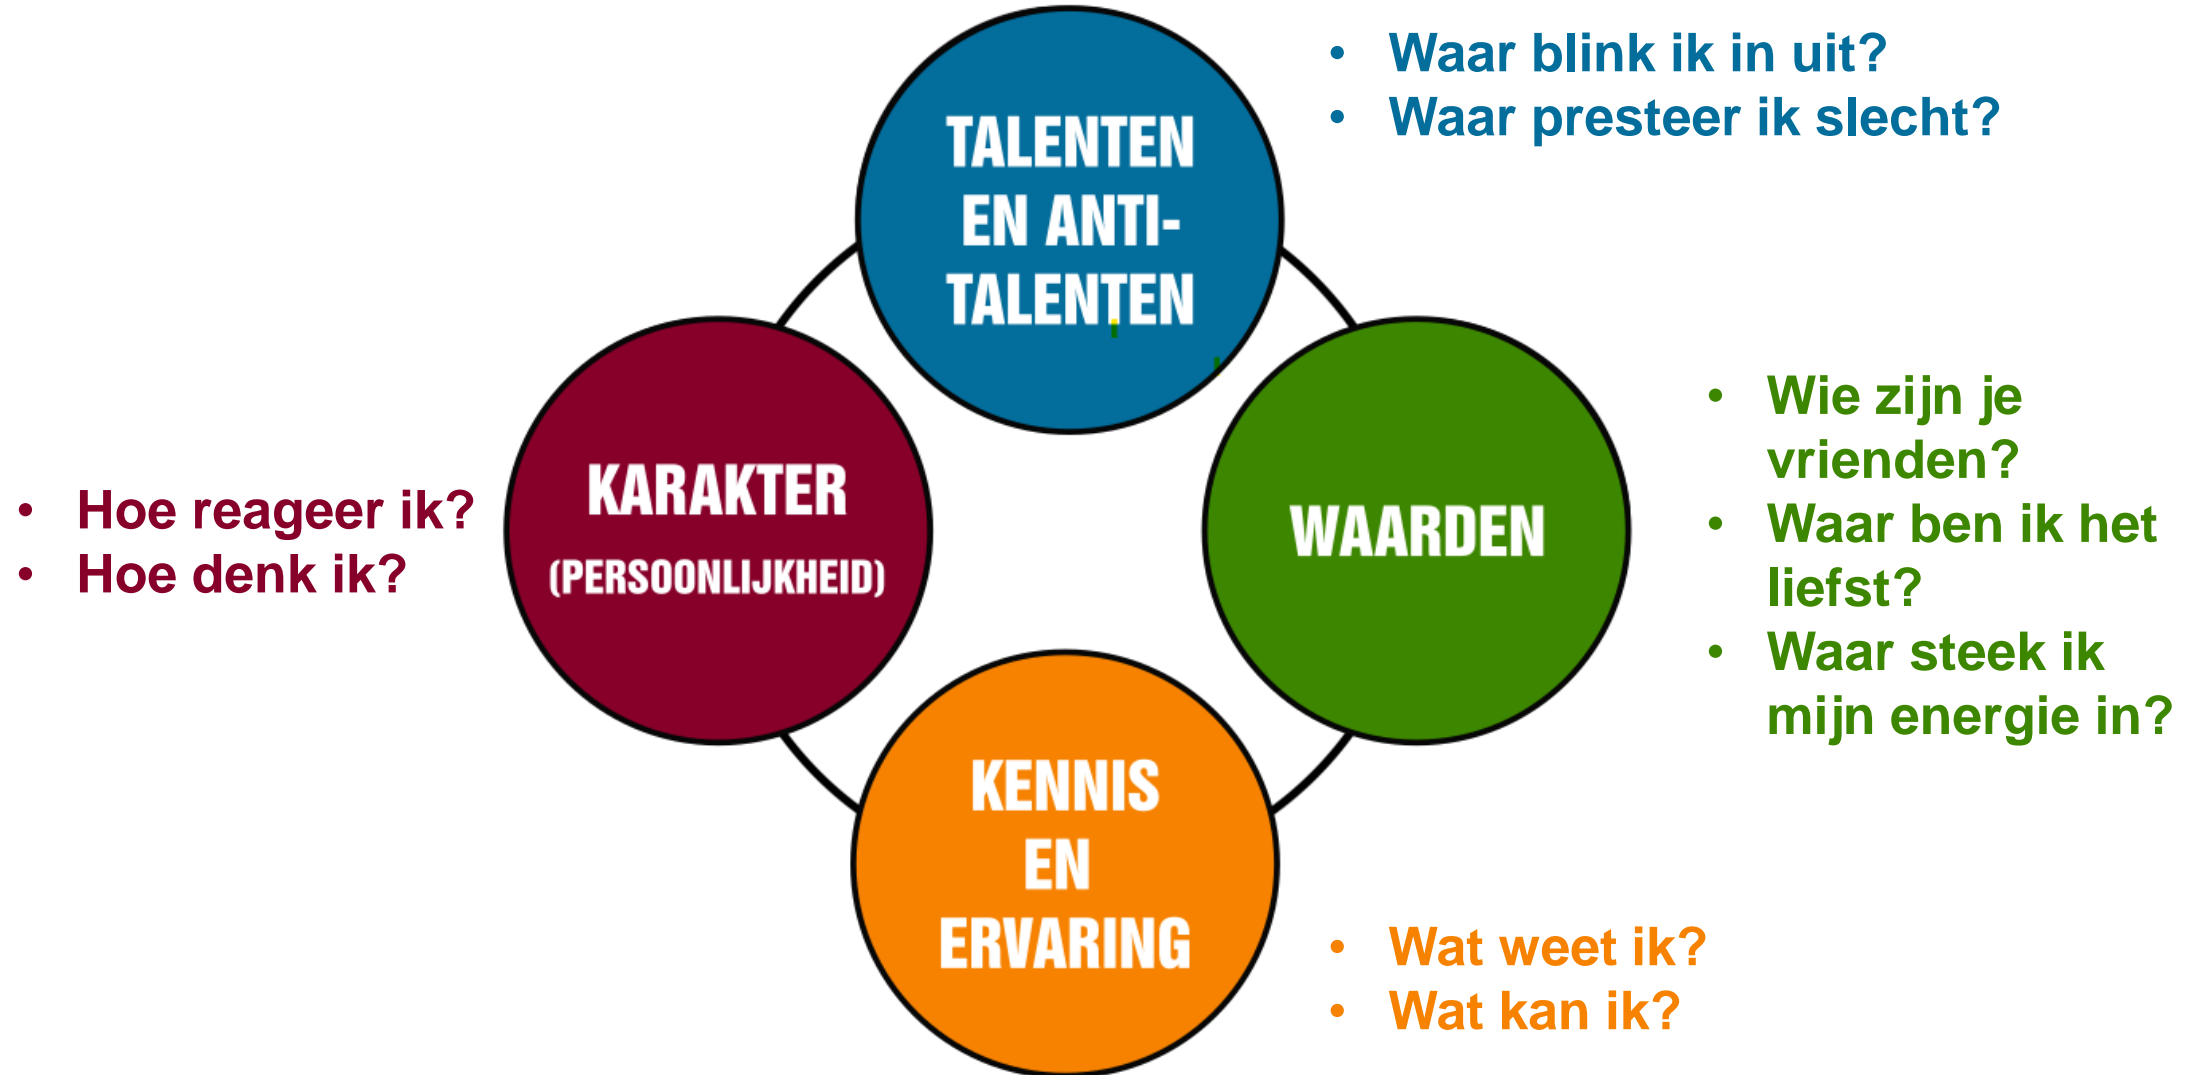 • Waar blink ik in uit?
• Waar presteer ik slecht?
TALENTEN
EN ANTI-
TALENTEN
• Hoe reageer ik?
• Hoe denk ik?
KARAKTER
(PERSOONLIJKHEID)
WAARDEN
• Wie zijn je
vrienden?
• Waar ben ik het
liefst?
• Waar steek ik
mijn energie in?
KENNIS
EN
ERVARING
• Wat weet ik?
• Wat kan ik?